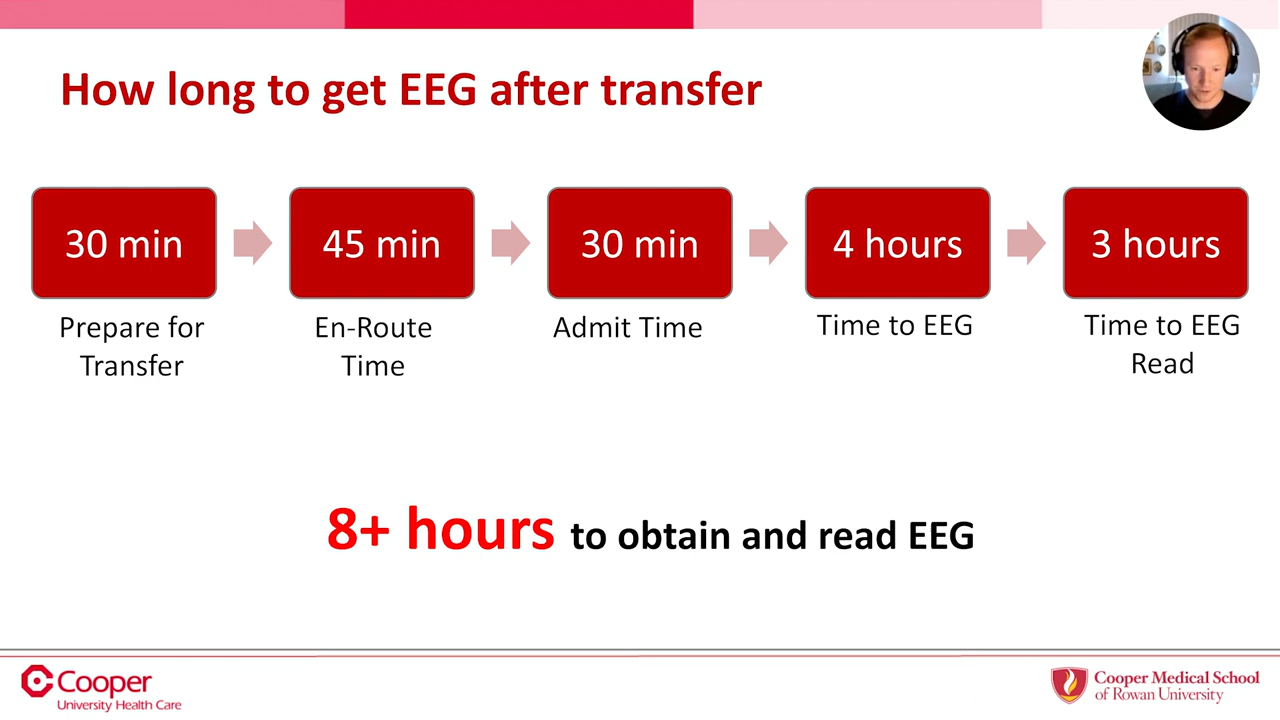 How long to get EEG after transfer
30 min
45 min
30 min
4 hours
3 hours
Prepare for
Transfer
En-Route
Time
Admit Time
Time to EEG
Time to EEG
Read
8+ hours to obtain and read EEG
Cooper
University Health Care
Cooper Medical School
of Rowan University